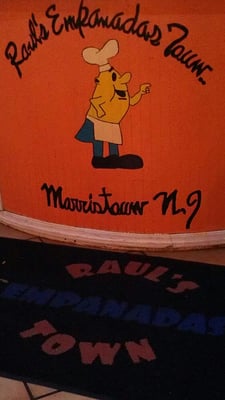 Raul's Empanadas Town..
Morristown N.J
RAUL'S
EMPANADAS
TOWN